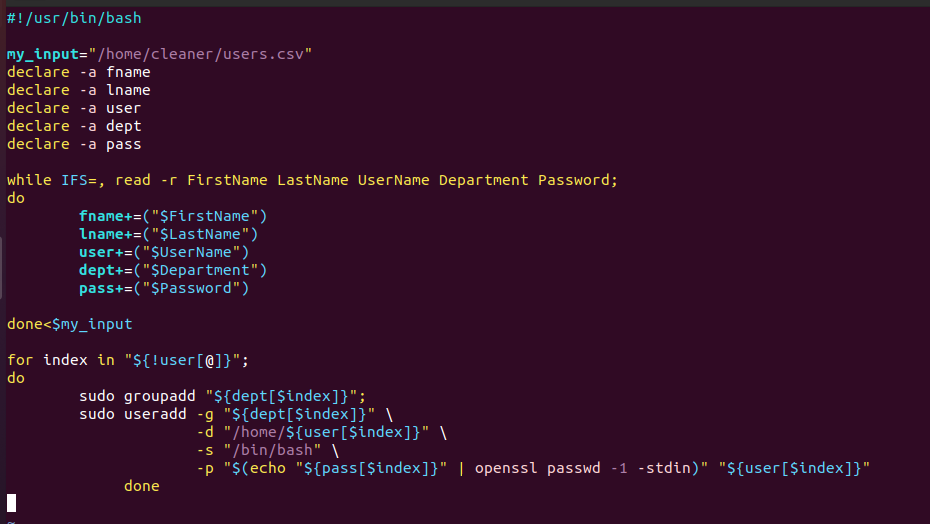 #!/usr/bin/bash
my_input="/home/cleaner/users.csv"
declare -a fname
declare -a lname
declare -a user
declare -a dept
declare -a pass
while IFS=, read -r FirstName LastName UserName Department Password;
do
        fname+=("$FirstName")
        lname+=("$LastName")
        user+=("$UserName")
        dept+=("$Department")
        pass+=("$Password")
done<$my_input
for index in "${!user[@]}";
do
        sudo groupadd "${dept[$index]}";
        sudo useradd -g "${dept[$index]}" \
                     -d "/home/${user[$index]}" \
                     -s "/bin/bash" \
                     -p "$(echo "${pass[$index]}" | openssl passwd -1 -stdin)" "${user[$index]}"
             done
~